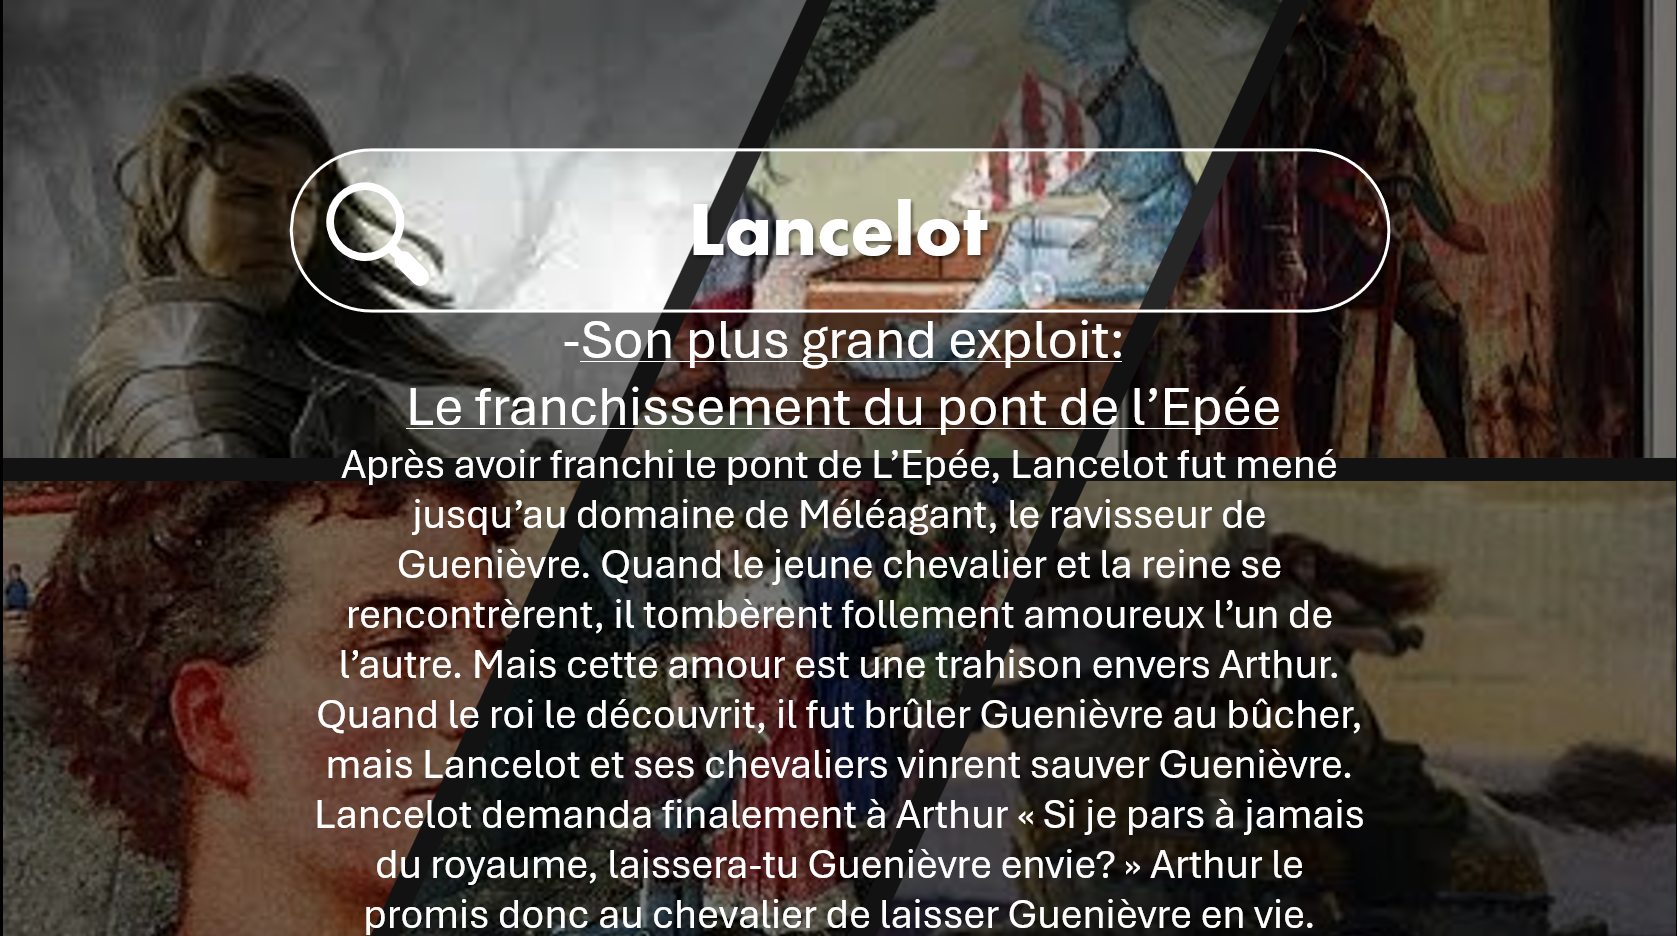 Lancelot
-Son plus grand exploit:
Le franchissement du pont de l’Epée
Après avoir franchi le pont de L’Epée, Lancelot fut mené
jusqu’au domaine de Méléagant, le ravisseur de
Guenièvre. Quand le jeune chevalier et la reine se
rencontrèrent, il tombèrent follement amoureux l’un de
l’autre. Mais cette amour est une trahison envers Arthur.
Quand le roi le découvrit, il fut brûler Guenièvre au bûcher,
mais Lancelot et ses chevaliers vinrent sauver Guenièvre.
Lancelot demanda finalement à Arthur « Si je pars à jamais
du royaume, laissera-tu Guenièvre envie? » Arthur le
promis donc au chevalier de laisser Guenièvre en vie.